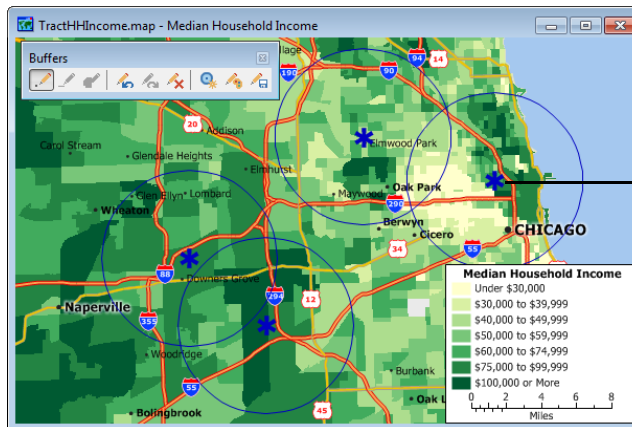 TractHHIncome.map - Median Household Income
Buffers
Village
190
90
94
14
20
Addison
Elmwood Park
Carol Stream
Glendale Heights
Elmhurst
Glen Ellyn
Lombard
Maywood
Oak Park
Wheaton
290
Berwyn
Cicero
CHICAGO
34
55
88
Downers Grove
294
12
Naperville
355
Woodridge
55
Burbank
Bolingbrook
45
Oak L
Median Household Income
Under $30,000
$30,000 to $39,999
$40,000 to $49,999
$50,000 to $59,999
$60,000 to $74,999
$75,000 to $99,999
$100,000 or More
0 2 4 6 8
Miles